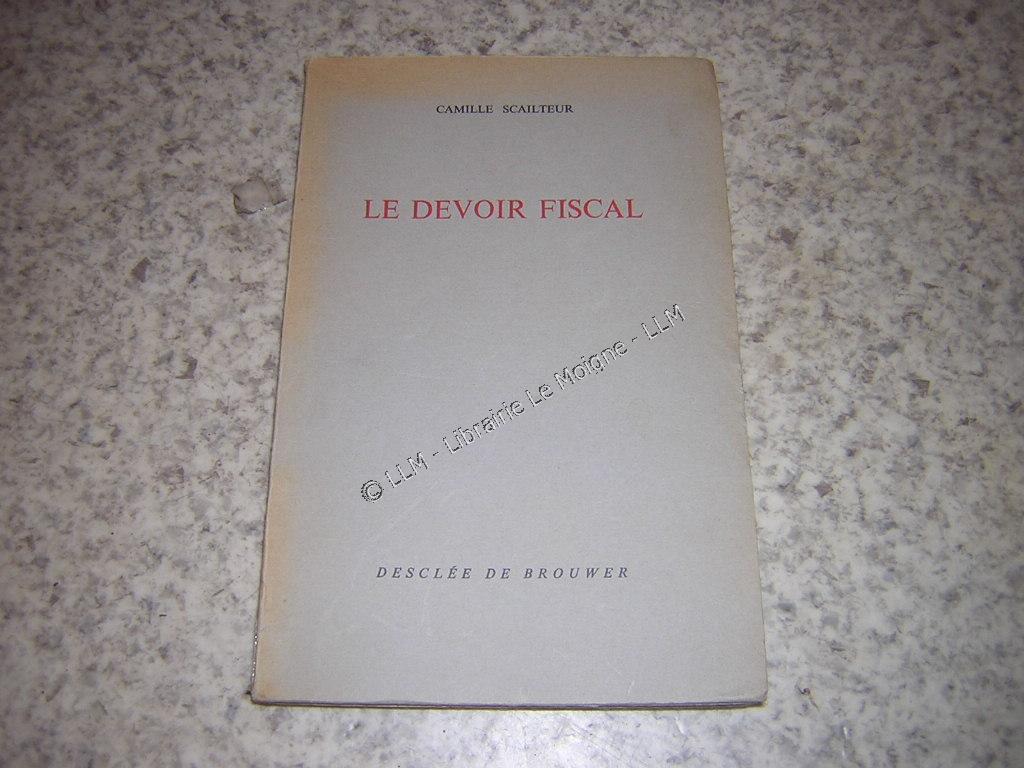 CAMILLE SCAILTEUR
LE DEVOIR FISCAL
© LLM - Librairie Le Moigne - LLM
DESCLÉE DE BROUWER